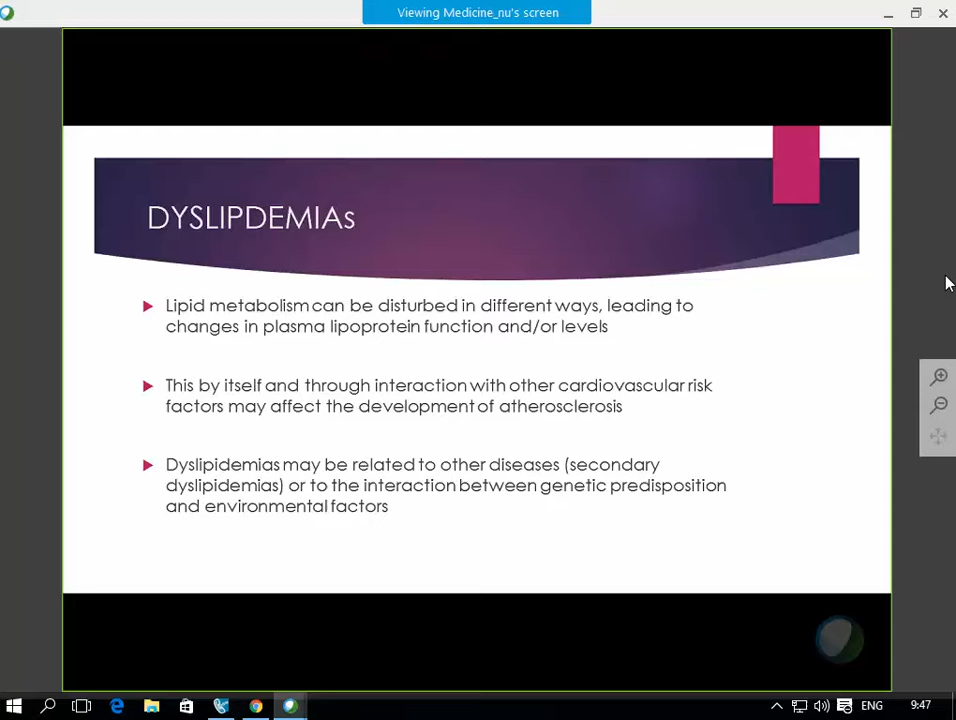 Viewing Medicine_nu's screen
DYSLIPDEMIAs
Lipid metabolism can be disturbed in different ways, leading to
changes in plasma lipoprotein function and/or levels
This by itself and through interaction with other cardiovascular risk
factors may affect the development of atherosclerosis
Dyslipidemias may be related to other diseases (secondary
dyslipidemias) or to the interaction between genetic predisposition
and environmental factors
ENG
9:47